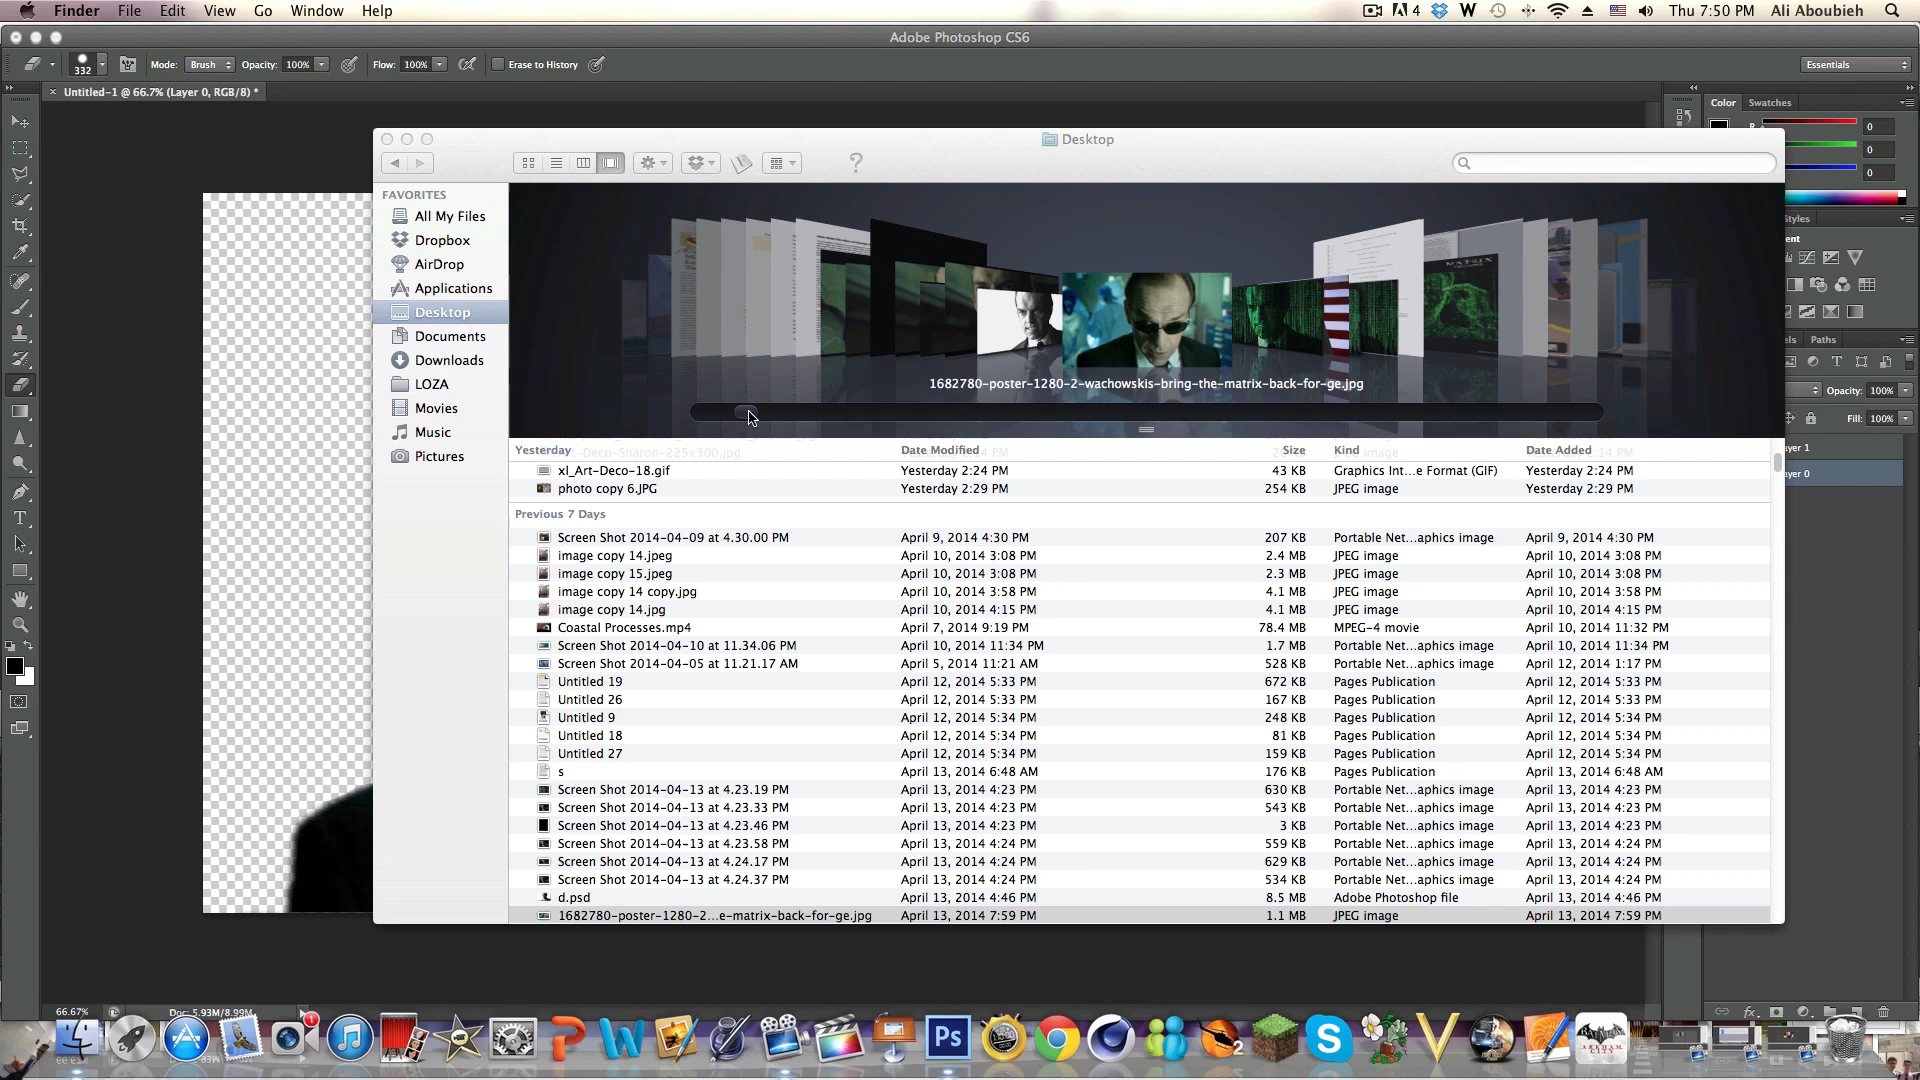 Finder File Edit View Go Window Help 4 Thu 7:50 PM Ali Aboubieh
Adobe Photoshop CS6
332 Mode: Brush Opacity: 100% Flow: 100% Erase to History Essentials
Untitled-1 @ 66.7% (Layer 0, RGB/8) *
Color Swatches
0
0
0
Styles
Paths
Opacity: 100%
Fill: 100%
Desktop
FAVORITES
All My Files
Dropbox
AirDrop
Applications
Desktop
Documents
Downloads
LOZA
Movies
Music
Pictures
MATRIX
1682780-poster-1280-2-wachowskis-bring-the-matrix-back-for-ge.jpg
Yesterday Date Modified Size Kind Date Added
xl_Art-Deco-18.gif Yesterday 2:24 PM 43 KB Graphics Int...e Format (GIF) Yesterday 2:24 PM
photo copy 6.JPG Yesterday 2:29 PM 254 KB JPEG image Yesterday 2:29 PM
Previous 7 Days
Screen Shot 2014-04-09 at 4.30.00 PM April 9, 2014 4:30 PM 207 KB Portable Net...aphics image April 9, 2014 4:30 PM
image copy 14.jpeg April 10, 2014 3:08 PM 2.4 MB JPEG image April 10, 2014 3:08 PM
image copy 15.jpeg April 10, 2014 3:08 PM 2.3 MB JPEG image April 10, 2014 3:08 PM
image copy 14 copy.jpg April 10, 2014 3:58 PM 4.1 MB JPEG image April 10, 2014 3:58 PM
image copy 14.jpg April 10, 2014 4:15 PM 4.1 MB JPEG image April 10, 2014 4:15 PM
Coastal Processes.mp4 April 7, 2014 9:19 PM 78.4 MB MPEG-4 movie April 10, 2014 11:32 PM
Screen Shot 2014-04-10 at 11.34.06 PM April 10, 2014 11:34 PM 1.7 MB Portable Net...aphics image April 10, 2014 11:34 PM
Screen Shot 2014-04-05 at 11.21.17 AM April 5, 2014 11:21 AM 528 KB Portable Net...aphics image April 12, 2014 1:17 PM
Untitled 19 April 12, 2014 5:33 PM 672 KB Pages Publication April 12, 2014 5:33 PM
Untitled 26 April 12, 2014 5:33 PM 167 KB Pages Publication April 12, 2014 5:33 PM
Untitled 9 April 12, 2014 5:34 PM 248 KB Pages Publication April 12, 2014 5:34 PM
Untitled 18 April 12, 2014 5:34 PM 81 KB Pages Publication April 12, 2014 5:34 PM
Untitled 27 April 12, 2014 5:34 PM 159 KB Pages Publication April 12, 2014 5:34 PM
s April 13, 2014 6:48 AM 176 KB Pages Publication April 13, 2014 6:48 AM
Screen Shot 2014-04-13 at 4.23.19 PM April 13, 2014 4:23 PM 630 KB Portable Net...aphics image April 13, 2014 4:23 PM
Screen Shot 2014-04-13 at 4.23.33 PM April 13, 2014 4:23 PM 543 KB Portable Net...aphics image April 13, 2014 4:23 PM
Screen Shot 2014-04-13 at 4.23.46 PM April 13, 2014 4:23 PM 3 KB Portable Net...aphics image April 13, 2014 4:23 PM
Screen Shot 2014-04-13 at 4.23.58 PM April 13, 2014 4:24 PM 559 KB Portable Net...aphics image April 13, 2014 4:24 PM
Screen Shot 2014-04-13 at 4.24.17 PM April 13, 2014 4:24 PM 629 KB Portable Net...aphics image April 13, 2014 4:24 PM
Screen Shot 2014-04-13 at 4.24.37 PM April 13, 2014 4:24 PM 534 KB Portable Net...aphics image April 13, 2014 4:24 PM
d.psd April 13, 2014 4:46 PM 8.5 MB Adobe Photoshop file April 13, 2014 4:46 PM
1682780-poster-1280-2...e-matrix-back-for-ge.jpg April 13, 2014 7:59 PM 1.1 MB JPEG image April 13, 2014 7:59 PM
66.67% Doc: 5.93M/8.99M
1
Ps
2
ARKHAM CITY